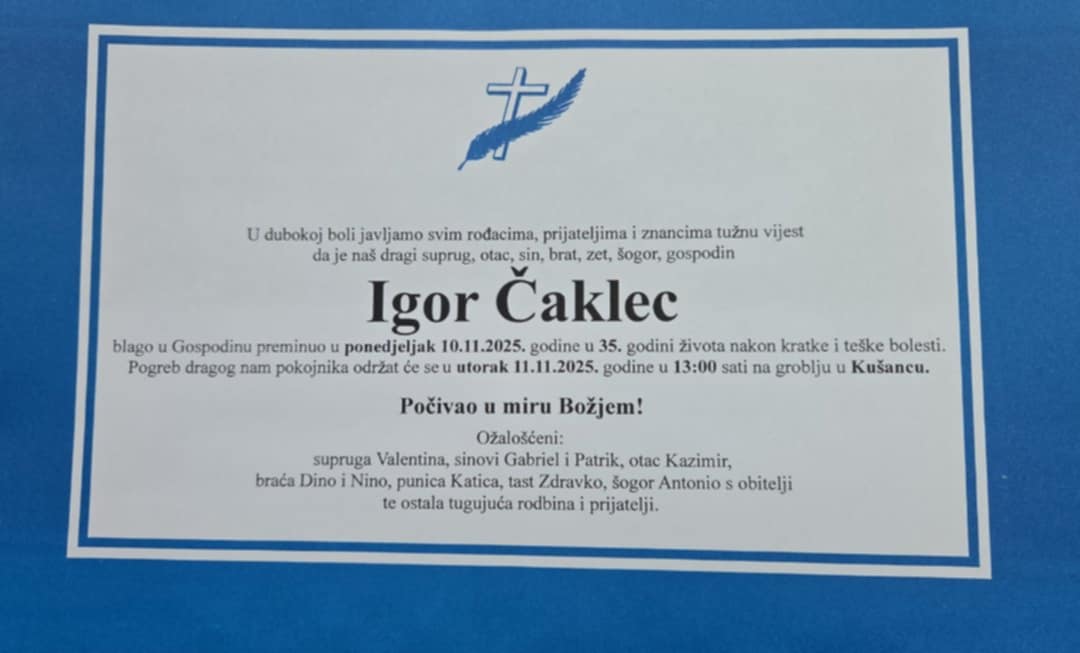 U dubokoj boli javljamo svim rođacima, prijateljima i znancima tužnu vijest
da je naš dragi suprug, otac, sin, brat, zet, šogor, gospodin
Igor Čaklec
blago u Gospodinu preminuo u ponedjeljak 10.11.2025. godine u 35. godini života nakon kratke i teške bolesti.
Pogreb dragog nam pokojnika održat će se u utorak 11.11.2025. godine u 13:00 sati na groblju u Kušancu.
Počivao u miru Božjem!
Ožalošćeni:
supruga Valentina, sinovi Gabriel i Patrik, otac Kazimir,
braća Dino i Nino, punica Katica, tast Zdravko, šogor Antonio s obitelji
te ostala tugujuća rodbina i prijatelji.